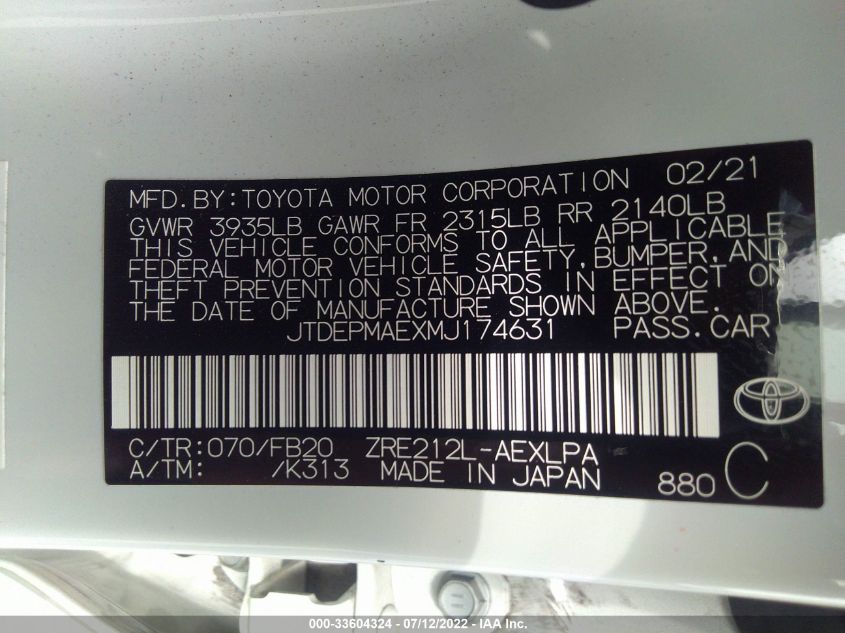 MFD.BY:TOYOTA MOTOR CORPORATION 02/21
GVWR 3935LB GAWR FR 2315LB RR 2140LB
THIS VEHICLE CONFORMS TO ALL APPLICABLE
FEDERAL MOTOR VEHICLE SAFETY,BUMPER,AND
THEFT PREVENTION STANDARDS IN EFFECT ON
THE DATE OF MANUFACTURE SHOWN ABOVE.
JTDEPMAEXMJ174631 PASS.CAR
C/TR:070/FB20 ZRE212L-AEXLPA
A/TM: /K313 MADE IN JAPAN 880 C
000-33604324 | 07/12/2022 - IAA Inc.